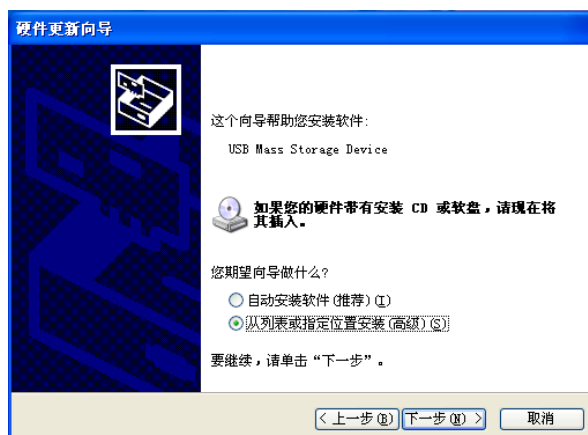 硬件更新向导
这个向导帮助您安装软件:
USB Mass Storage Device
如果您的硬件带有安装 CD 或软盘，请现在将
其插入。
您期望向导做什么?
自动安装软件(推荐)(I)
从列表或指定位置安装(高级)(S)
要继续，请单击“下一步”。
< 上一步(B) 下一步(N) > 取消